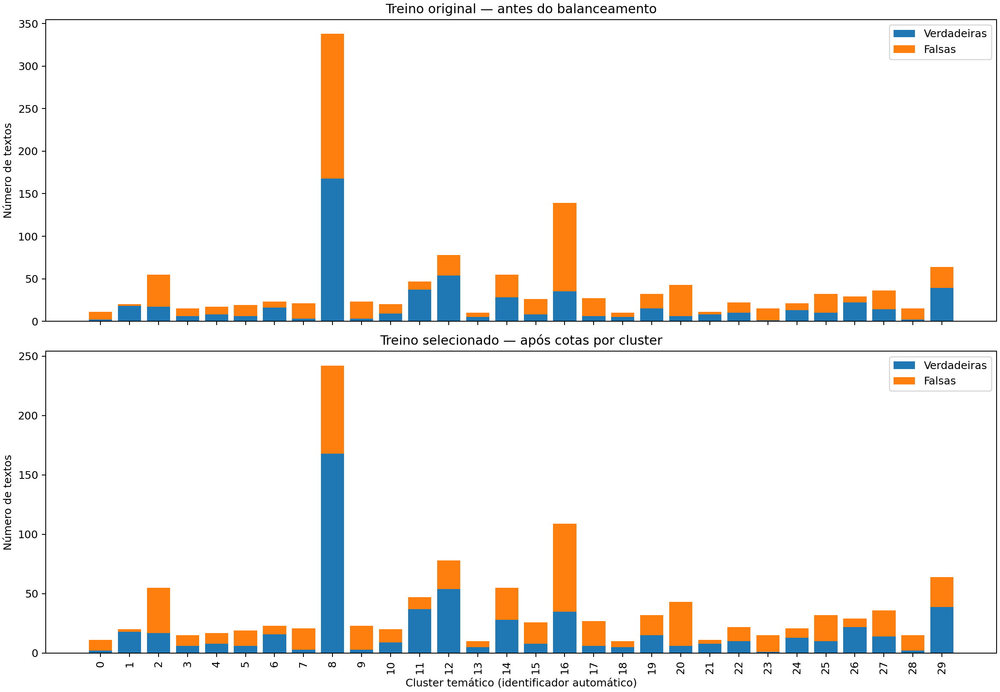 Treino original — antes do balanceamento
Número de textos
350
300
250
200
150
100
50
0
Verdadeiras
Falsas
Treino selecionado — após cotas por cluster
Número de textos
250
200
150
100
50
0
Verdadeiras
Falsas
0 1 2 3 4 5 6 7 8 9 10 11 12 13 14 15 16 17 18 19 20 21 22 23 24 25 26 27 28 29
Cluster temático (identificador automático)